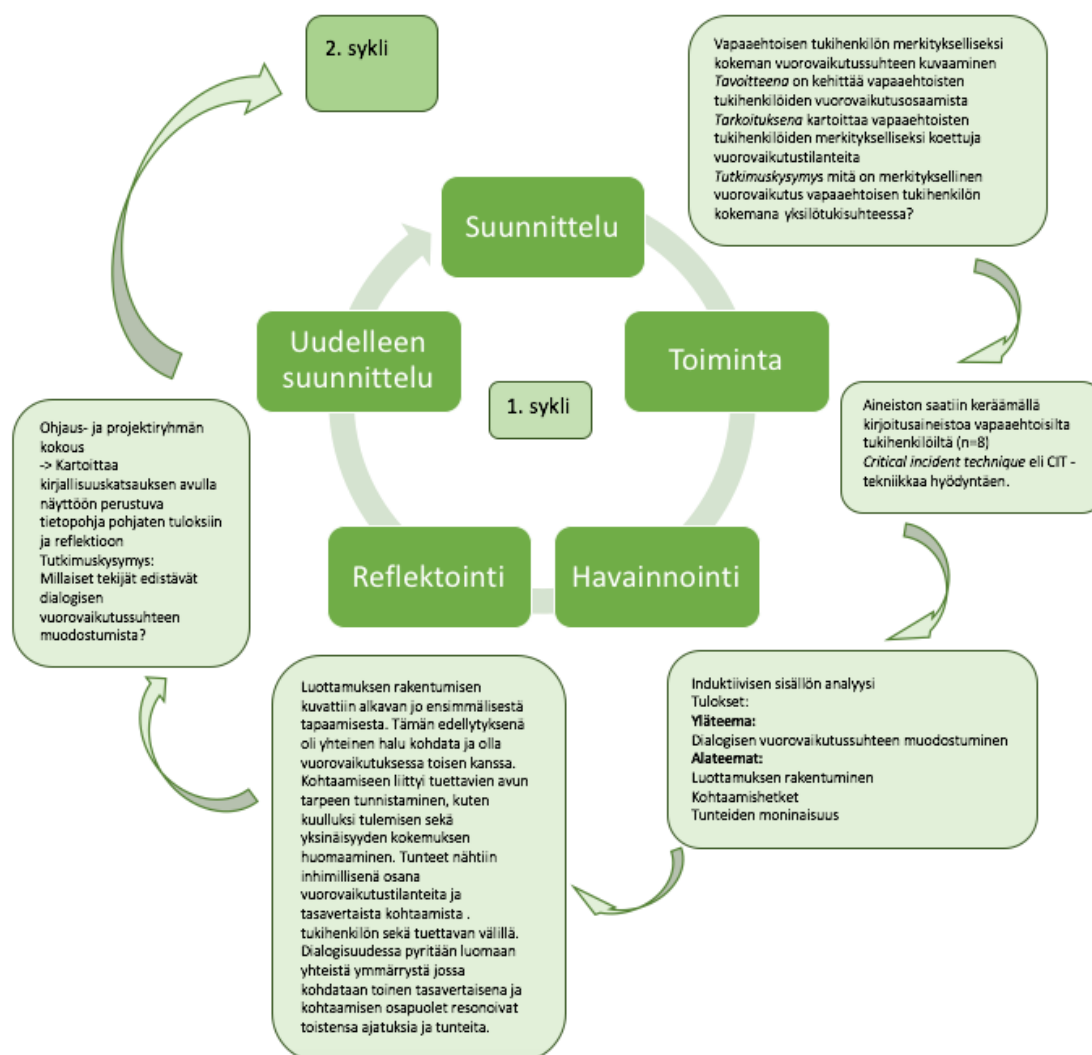 2. sykli
Vapaaehtoisen tukihenkilön merkitykselliseksi
kokeman vuorovaikutussuhteen kuvaaminen
Tavoitteena on kehittää vapaaehtoisten
tukihenkilöiden vuorovaikutusosaamista
Tarkoituksena kartoittaa vapaaehtoisten
tukihenkilöiden merkitykselliseksi koettuja
vuorovaikutustilanteita
Tutkimuskysymys mitä on merkityksellinen
vuorovaikutus vapaaehtoisen tukihenkilön
kokemana yksilötukisuhteessa?
Suunnittelu
Toiminta
Uudelleen
suunnittelu
1. sykli
Aineiston saatiin keräämällä
kirjoitusaineistoa vapaaehtoisilta
tukihenkilöiltä (n=8)
Critical incident technique eli CIT -
tekniikkaa hyödyntäen.
Ohjaus- ja projektiryhmän
kokous
-> Kartoittaa
kirjallisuuskatsauksen avulla
näyttöön perustuva
tietopohja pohjaten tuloksiin
ja reflektioon
Tutkimuskysymys:
Millaiset tekijät edistävät
dialogisen
vuorovaikutussuhteen
muodostumista?
Reflektointi
Havainnointi
Induktiivisen sisällön analyysi
Tulokset:
Yläteema:
Dialogisen vuorovaikutussuhteen muodostuminen
Alateemat:
Luottamuksen rakentuminen
Kohtaamishetket
Tunteiden moninaisuus
Luottamuksen rakentumisen
kuvattiin alkavan jo ensimmälisestä
tapaamisesta. Tämän edellytyksenä
oli yhteinen halu kohdata ja olla
vuorovaikutuksessa toisen kanssa.
Kohtaamiseen liittyi tuettavien avun
tarpeen tunnistaminen, kuten
kuulluksi tulemisen sekä
yksinäisyyden kokemuksen
huomaaminen. Tunteet nähtiin
inhimillisenä osana
vuorovaikutustilanteita ja
tasavertaista kohtaamista .
tukihenkilön sekä tuettavan välillä.
Dialogisuudessa pyritään luomaan
yhteistä ymmärrystä jossa
kohdataan toinen tasavertaisena ja
kohtaamisen osapuolet resonoivat
toistensa ajatuksia ja tunteita.